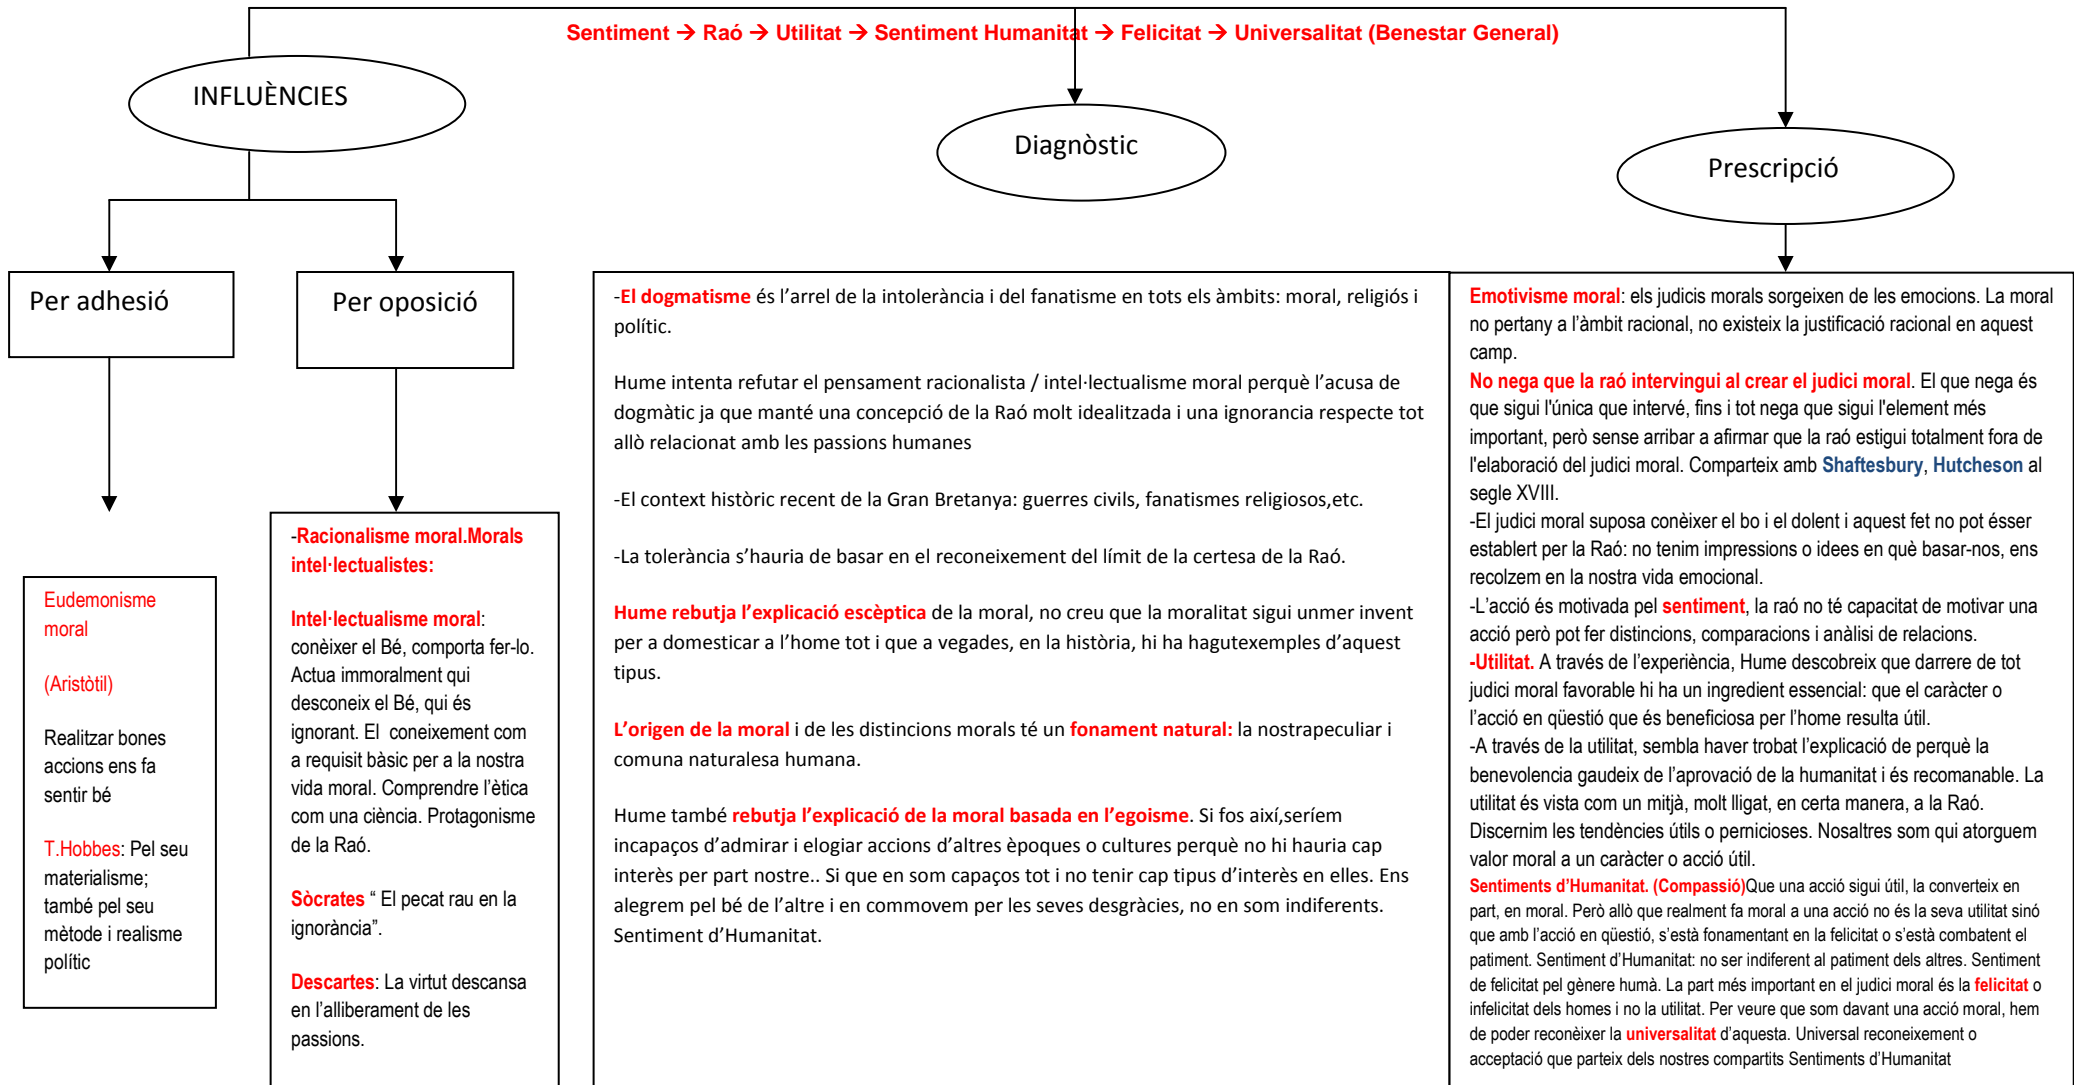 Sentiment → Raó → Utilitat → Sentiment Humanitat → Felicitat → Universalitat (Benestar General)
INFLUÈNCIES
Diagnòstic
Prescripció
Per adhesió
Per oposició
Eudemonisme
moral
(Aristòtil)
Realitzar bones
accions ens fa
sentir bé
T.Hobbes: Pel seu
materialisme;
també pel seu
mètode i realisme
polític
-Racionalisme moral.Morals
intel·lectualistes:
Intel·lectualisme moral:
conèixer el Bé, comporta fer-lo.
Actua immoralment qui
desconeix el Bé, qui és
ignorant. El  coneixement com
a requisit bàsic per a la nostra
vida moral. Comprendre l’ètica
com una ciència. Protagonisme
de la Raó.
Sòcrates “ El pecat rau en la
ignorància”.
Descartes: La virtut descansa
en l’alliberament de les
passions.
-El dogmatisme és l’arrel de la intolerància i del fanatisme en tots els àmbits: moral, religiós i
polític.
Hume intenta refutar el pensament racionalista / intel·lectualisme moral perquè l’acusa de
dogmàtic ja que manté una concepció de la Raó molt idealitzada i una ignorancia respecte tot
allò relacionat amb les passions humanes
-El context històric recent de la Gran Bretanya: guerres civils, fanatismes religiosos,etc.
-La tolerància s’hauria de basar en el reconeixement del límit de la certesa de la Raó.
Hume rebutja l’explicació escèptica de la moral, no creu que la moralitat sigui unmer invent
per a domesticar a l’home tot i que a vegades, en la història, hi ha hagutexemples d’aquest
tipus.
L’origen de la moral i de les distincions morals té un fonament natural: la nostrapeculiar i
comuna naturalesa humana.
Hume també rebutja l’explicació de la moral basada en l’egoisme. Si fos així,seríem
incapaços d’admirar i elogiar accions d’altres èpoques o cultures perquè no hi hauria cap
interès per part nostre.. Si que en som capaços tot i no tenir cap tipus d’interès en elles. Ens
alegrem pel bé de l’altre i en commovem per les seves desgràcies, no en som indiferents.
Sentiment d’Humanitat.
Emotivisme moral: els judicis morals sorgeixen de les emocions. La moral
no pertany a l’àmbit racional, no existeix la justificació racional en aquest
camp.
No nega que la raó intervingui al crear el judici moral. El que nega és
que sigui l'única que intervé, fins i tot nega que sigui l'element més
important, però sense arribar a afirmar que la raó estigui totalment fora de
l'elaboració del judici moral. Comparteix amb Shaftesbury, Hutcheson al
segle XVIII.
-El judici moral suposa conèixer el bo i el dolent i aquest fet no pot ésser
establert per la Raó: no tenim impressions o idees en què basar-nos, ens
recolzem en la nostra vida emocional.
-L’acció és motivada pel sentiment, la raó no té capacitat de motivar una
acció però pot fer distincions, comparacions i anàlisi de relacions.
-Utilitat. A través de l’experiència, Hume descobreix que darrere de tot
judici moral favorable hi ha un ingredient essencial: que el caràcter o
l’acció en qüestió que és beneficiosa per l’home resulta útil.
-A través de la utilitat, sembla haver trobat l’explicació de perquè la
benevolencia gaudeix de l’aprovació de la humanitat i és recomanable. La
utilitat és vista com un mitjà, molt lligat, en certa manera, a la Raó.
Discernim les tendències útils o pernicioses. Nosaltres som qui atorguem
valor moral a un caràcter o acció útil.
Sentiments d’Humanitat. (Compassió)Que una acció sigui útil, la converteix en
part, en moral. Però allò que realment fa moral a una acció no és la seva utilitat sinó
que amb l’acció en qüestió, s’està fonamentant en la felicitat o s’està combatent el
patiment. Sentiment d’Humanitat: no ser indiferent al patiment dels altres. Sentiment
de felicitat pel gènere humà. La part més important en el judici moral és la felicitat o
infelicitat dels homes i no la utilitat. Per veure que som davant una acció moral, hem
de poder reconèixer la universalitat d’aquesta. Universal reconeixement o
acceptació que parteix dels nostres compartits Sentiments d’Humanitat